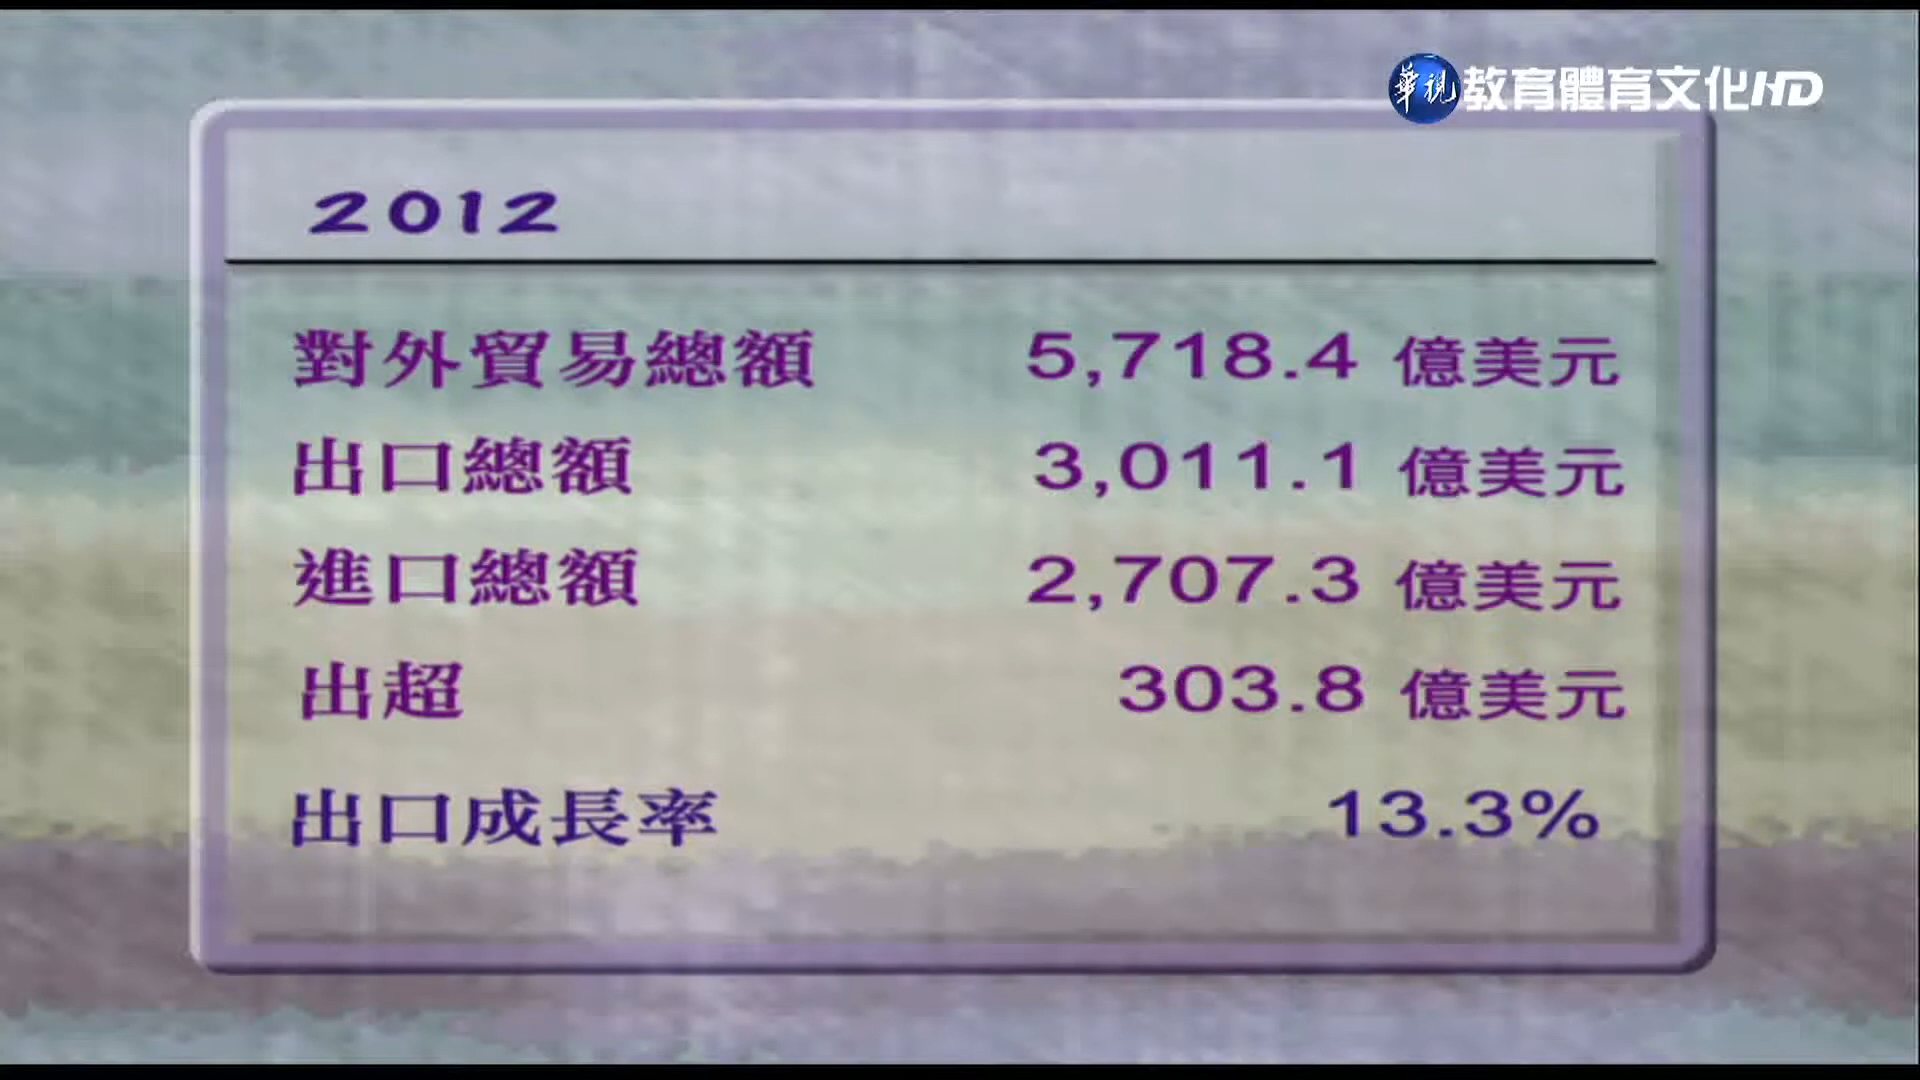 華視 教育體育文化HD
2012
對外貿易總額 5,718.4 億美元
出口總額 3,011.1 億美元
進口總額 2,707.3 億美元
出超 303.8 億美元
出口成長率 13.3%